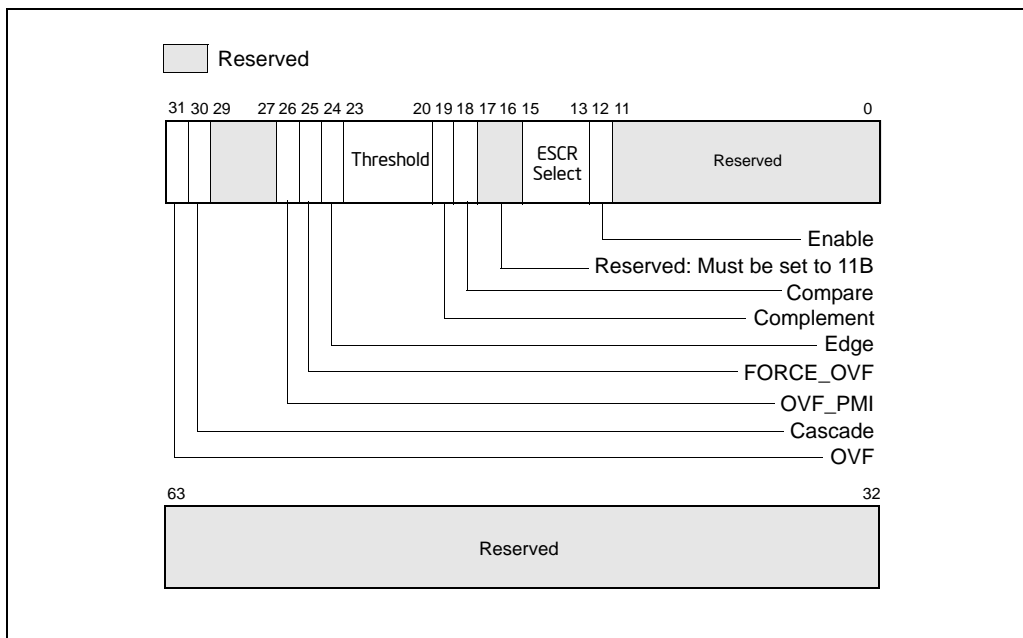 Reserved
31 30 29 27 26 25 24 23 20 19 18 17 16 15 13 12 11 0
Threshold
ESCR
Select
Reserved
Enable
Reserved: Must be set to 11B
Compare
Complement
Edge
FORCE_OVF
OVF_PMI
Cascade
OVF
63 32
Reserved